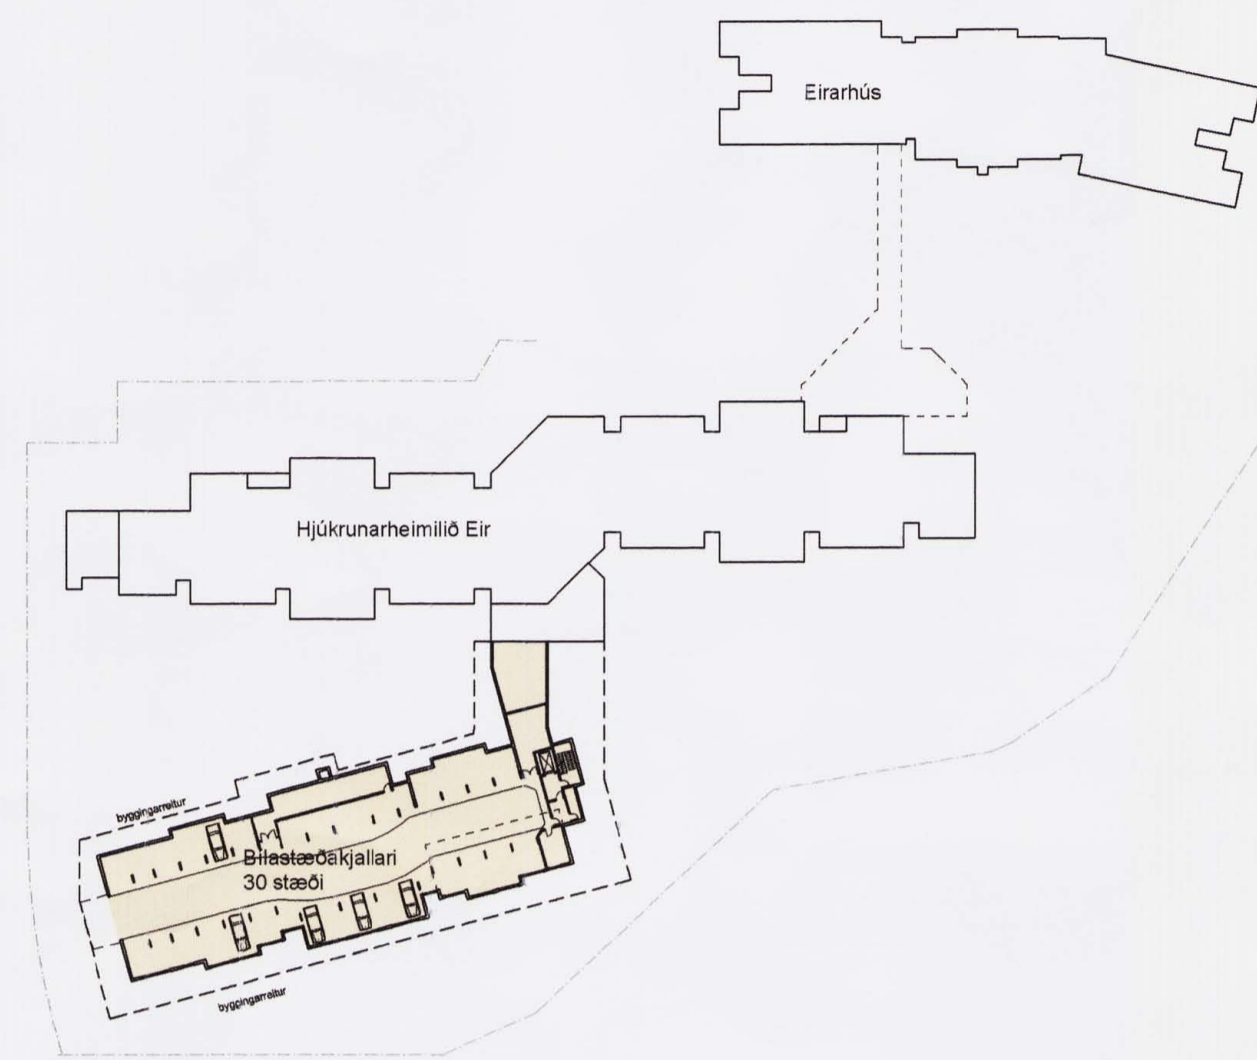 Eirarhús
Hjúkrunarheimilið Eir
byggingarreitur
Bílastæðakjallari
30 stæði
byggingarreitur